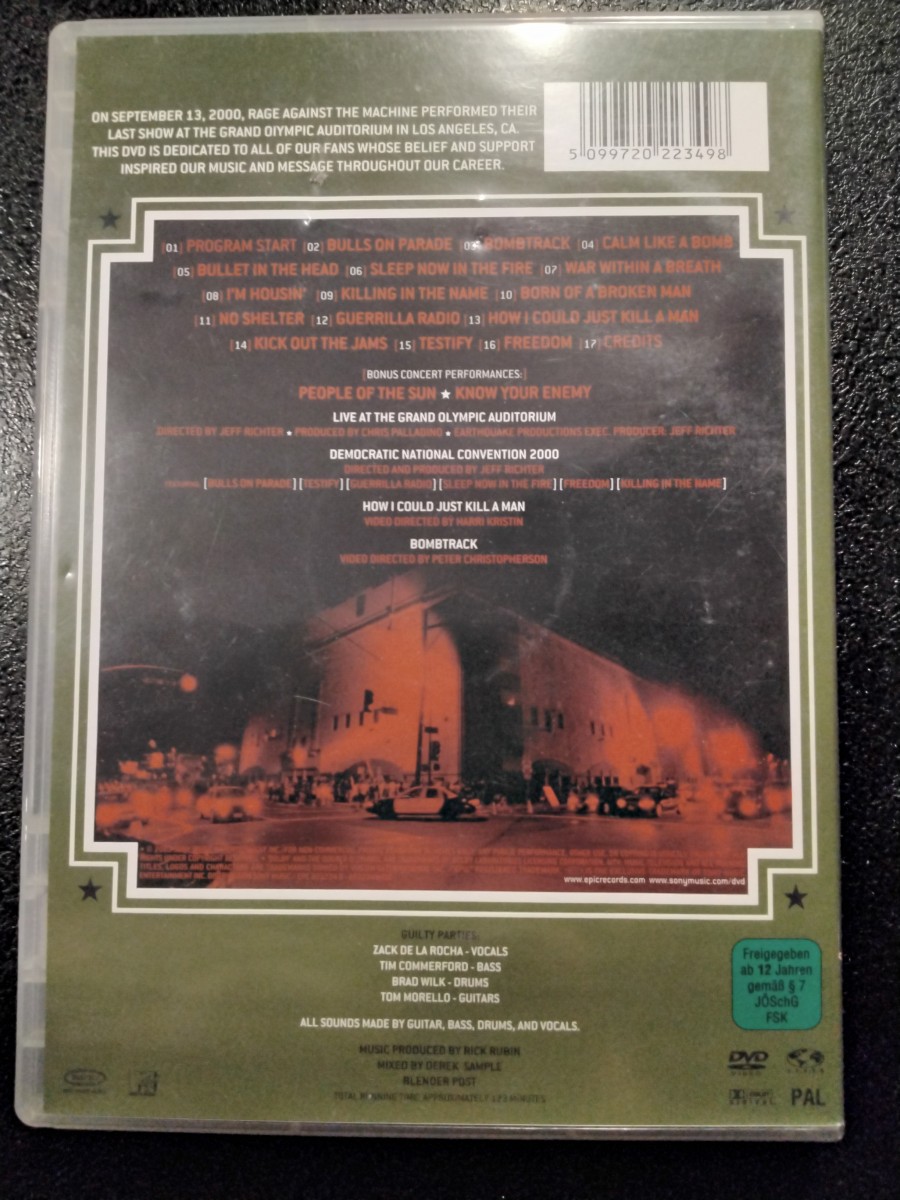 ON SEPTEMBER 13, 2000, RAGE AGAINST THE MACHINE PERFORMED THEIR
LAST SHOW AT THE GRAND OlYMPIC AUDITORIUM IN LOS ANGELES, CA.
THIS DVD IS DEDICATED TO ALL OF OUR FANS WHOSE BELIEF AND SUPPORT
INSPIRED OUR MUSIC AND MESSAGE THROUGHOUT OUR CAREER.
5 099720 223498
[01] PROGRAM START [02] BULLS ON PARADE [03] BOMBTRACK [04] CALM LIKE A BOMB
[05] BULLET IN THE HEAD [06] SLEEP NOW IN THE FIRE [07] WAR WITHIN A BREATH
[08] I'M HOUSIN' [09] KILLING IN THE NAME [10] BORN OF A BROKEN MAN
[11] NO SHELTER [12] GUERRILLA RADIO [13] HOW I COULD JUST KILL A MAN
[14] KICK OUT THE JAMS [15] TESTIFY [16] FREEDOM [17] CREDITS
[BONUS CONCERT PERFORMANCES:]
PEOPLE OF THE SUN ★ KNOW YOUR ENEMY
LIVE AT THE GRAND OLYMPIC AUDITORIUM
DIRECTED BY JEFF RICHTER ★ PRODUCED BY CHRIS PALLADINO ★ EARTHQUAKE PRODUCTIONS EXEC. PRODUCER: JEFF RICHTER
DEMOCRATIC NATIONAL CONVENTION 2000
DIRECTED AND PRODUCED BY JEFF RICHTER
[BULLS ON PARADE] [TESTIFY] [GUERRILLA RADIO] [SLEEP NOW IN THE FIRE] [FREEDOM] [KILLING IN THE NAME]
HOW I COULD JUST KILL A MAN
VIDEO DIRECTED BY MARRI KRISTIN
BOMBTRACK
VIDEO DIRECTED BY PETER CHRISTOPHERSON
www.epicrecords.com www.sonymusic.com/dvd
GUILTY PARTIES:
ZACK DE LA ROCHA - VOCALS
TIM COMMERFORD - BASS
BRAD WILK - DRUMS
TOM MORELLO - GUITARS
ALL SOUNDS MADE BY GUITAR, BASS, DRUMS, AND VOCALS.
MUSIC PRODUCED BY RICK RUBIN
MIXED BY DEREK SAMPLE
BLENDER POST
TOTAL RUNNING TIME: APPROXIMATELY
Freigegeben
ab 12 Jahren
gemäß § 7
JÖSchG
FSK
DVD
VIDEO
DIGITAL
PAL